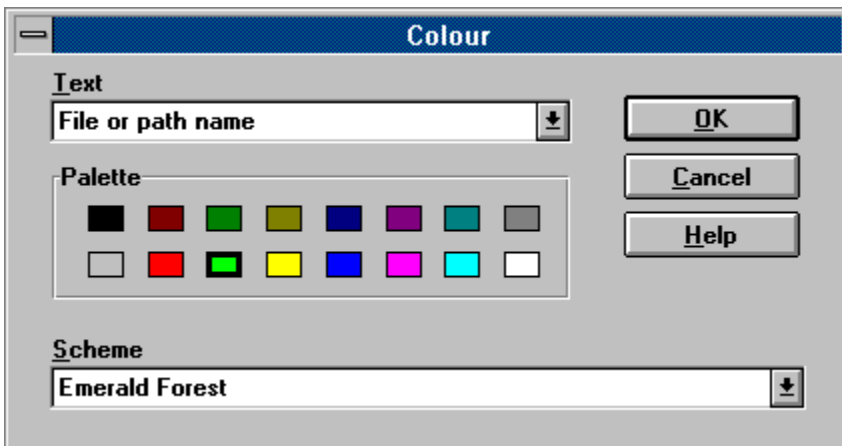 Colour
Text
File or path name
OK
Palette
Cancel
Help
Scheme
Emerald Forest